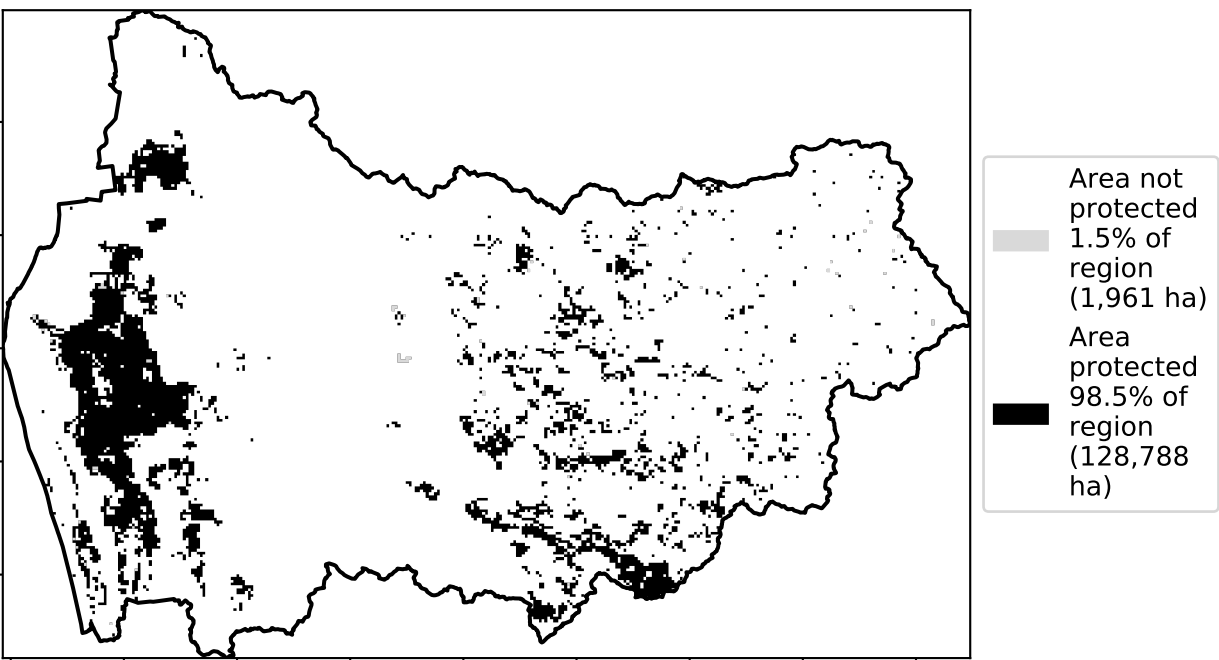 Area not
protected
1.5% of
region
(1,961 ha)
Area
protected
98.5% of
region
(128,788
ha)